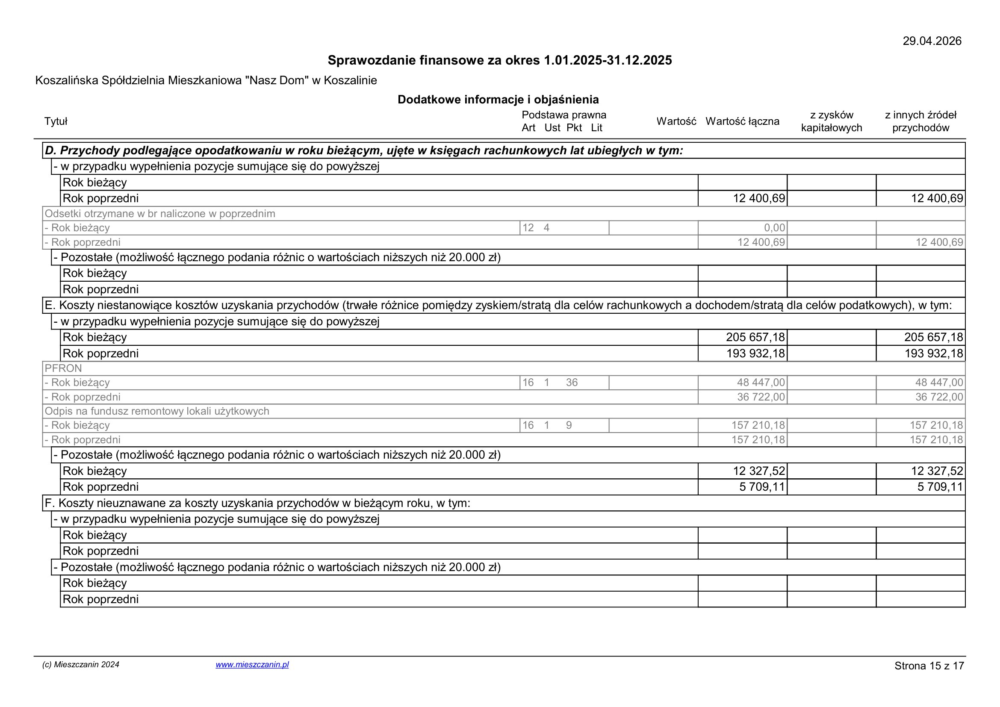 29.04.2026
Sprawozdanie finansowe za okres 1.01.2025-31.12.2025
Koszalińska Spółdzielnia Mieszkaniowa "Nasz Dom" w Koszalinie
Dodatkowe informacje i objaśnienia
Tytuł Podstawa prawna Wartość Wartość łączna z zysków z innych źródeł
Art Ust Pkt Lit kapitałowych przychodów
D. Przychody podlegające opodatkowaniu w roku bieżącym, ujęte w księgach rachunkowych lat ubiegłych w tym:
- w przypadku wypełnienia pozycje sumujące się do powyższej
Rok bieżący
Rok poprzedni 12 400,69 12 400,69
Odsetki otrzymane w br naliczone w poprzednim
- Rok bieżący 12 4 0,00
- Rok poprzedni 12 400,69 12 400,69
- Pozostałe (możliwość łącznego podania różnic o wartościach niższych niż 20.000 zł)
Rok bieżący
Rok poprzedni
E. Koszty niestanowiące kosztów uzyskania przychodów (trwałe różnice pomiędzy zyskiem/stratą dla celów rachunkowych a dochodem/stratą dla celów podatkowych), w tym:
- w przypadku wypełnienia pozycje sumujące się do powyższej
Rok bieżący 205 657,18 205 657,18
Rok poprzedni 193 932,18 193 932,18
PFRON
- Rok bieżący 16 1 36 48 447,00 48 447,00
- Rok poprzedni 36 722,00 36 722,00
Odpis na fundusz remontowy lokali użytkowych
- Rok bieżący 16 1 9 157 210,18 157 210,18
- Rok poprzedni 157 210,18 157 210,18
- Pozostałe (możliwość łącznego podania różnic o wartościach niższych niż 20.000 zł)
Rok bieżący 12 327,52 12 327,52
Rok poprzedni 5 709,11 5 709,11
F. Koszty nieuznawane za koszty uzyskania przychodów w bieżącym roku, w tym:
- w przypadku wypełnienia pozycje sumujące się do powyższej
Rok bieżący
Rok poprzedni
- Pozostałe (możliwość łącznego podania różnic o wartościach niższych niż 20.000 zł)
Rok bieżący
Rok poprzedni
(c) Mieszczanin 2024 www.mieszczanin.pl Strona 15 z 17